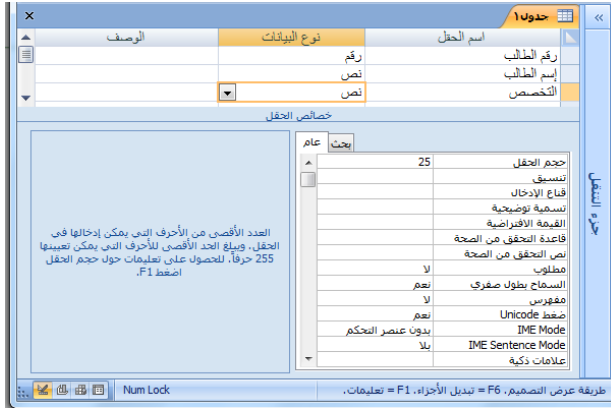 جدول١
اسم الحقل نوع البيانات الوصف
رقم الطالب رقم
إسم الطالب نص
التخصص نص
خصائص الحقل
عام بحث
حجم الحقل 25
تنسيق
قناع الإدخال
تسمية توضيحية
القيمة الافتراضية
قاعدة التحقق من الصحة
نص التحقق من الصحة
مطلوب لا
السماح بطول صفري نعم
مفهرس لا
ضغط Unicode نعم
IME Mode بدون عنصر التحكم
IME Sentence Mode بلا
علامات ذكية
العدد الأقصى من الأحرف التي يمكن إدخالها في
الحقل، ويبلغ الحد الأقصى للأحرف التي يمكن تعيينها
255 حرفاً. للحصول على تعليمات حول حجم الحقل
اضغط F1.
جزء التنقل
طريقة عرض التصميم. F6 = تبديل الأجزاء. F1 = تعليمات.
Num Lock